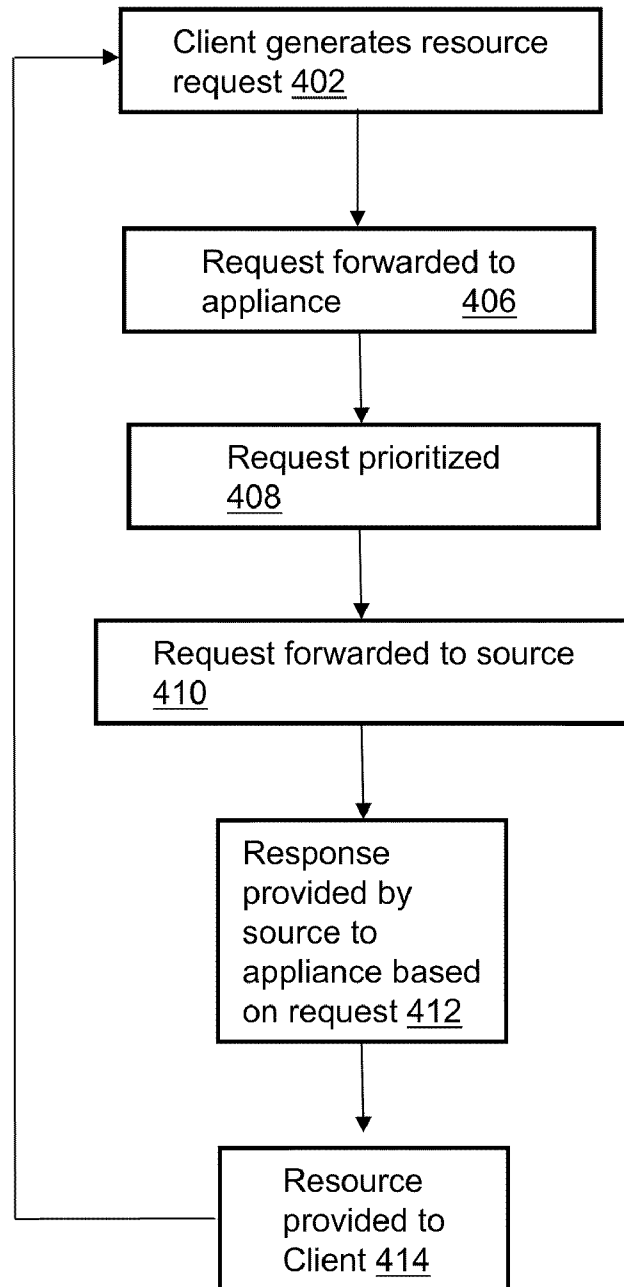 Client generates resource
request 402
Request forwarded to
appliance 406
Request prioritized
408
Request forwarded to source
410
Response
provided by
source to
appliance based
on request 412
Resource
provided to
Client 414